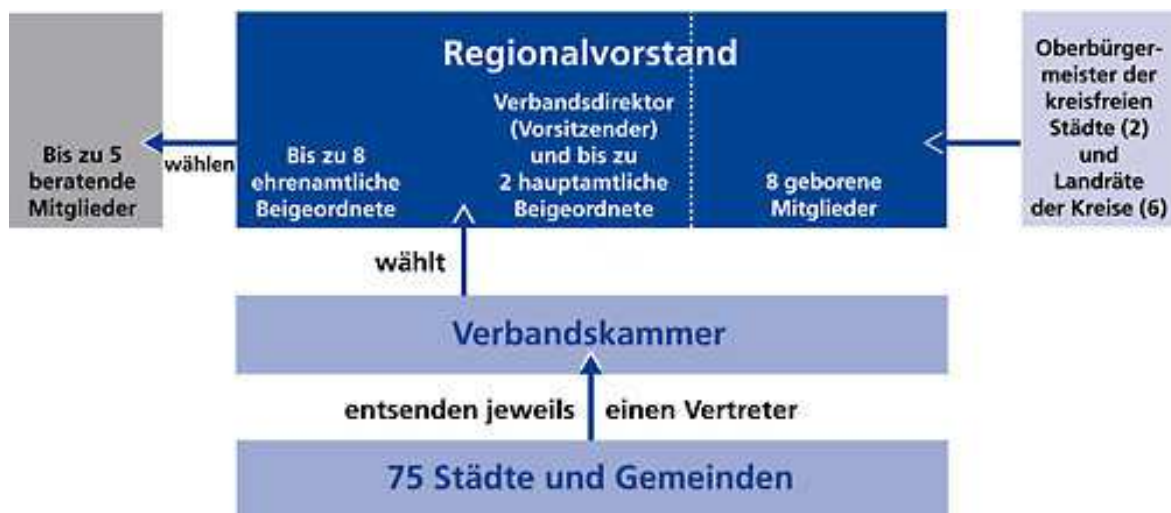 Regionalvorstand
Bis zu 5
beratende
Mitglieder
wählen
Bis zu 8
ehrenamtliche
Beigeordnete
Verbandsdirektor
(Vorsitzender)
und bis zu
2 hauptamtliche
Beigeordnete
8 geborene
Mitglieder
Oberbürger-
meister der
kreisfreien
Städte (2)
und
Landräte
der Kreise (6)
wählt
Verbandskammer
entsenden jeweils einen Vertreter
75 Städte und Gemeinden